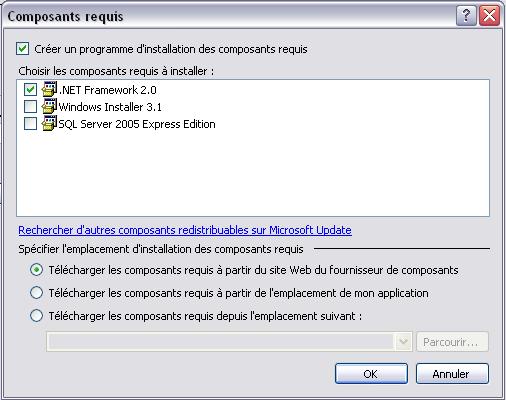 Composants requis
Créer un programme d'installation des composants requis
Choisir les composants requis à installer :
.NET Framework 2.0
Windows Installer 3.1
SQL Server 2005 Express Edition
Rechercher d'autres composants redistribuables sur Microsoft Update
Spécifier l'emplacement d'installation des composants requis
Télécharger les composants requis à partir du site Web du fournisseur de composants
Télécharger les composants requis à partir de l'emplacement de mon application
Télécharger les composants requis depuis l'emplacement suivant :
Parcourir...
OK Annuler